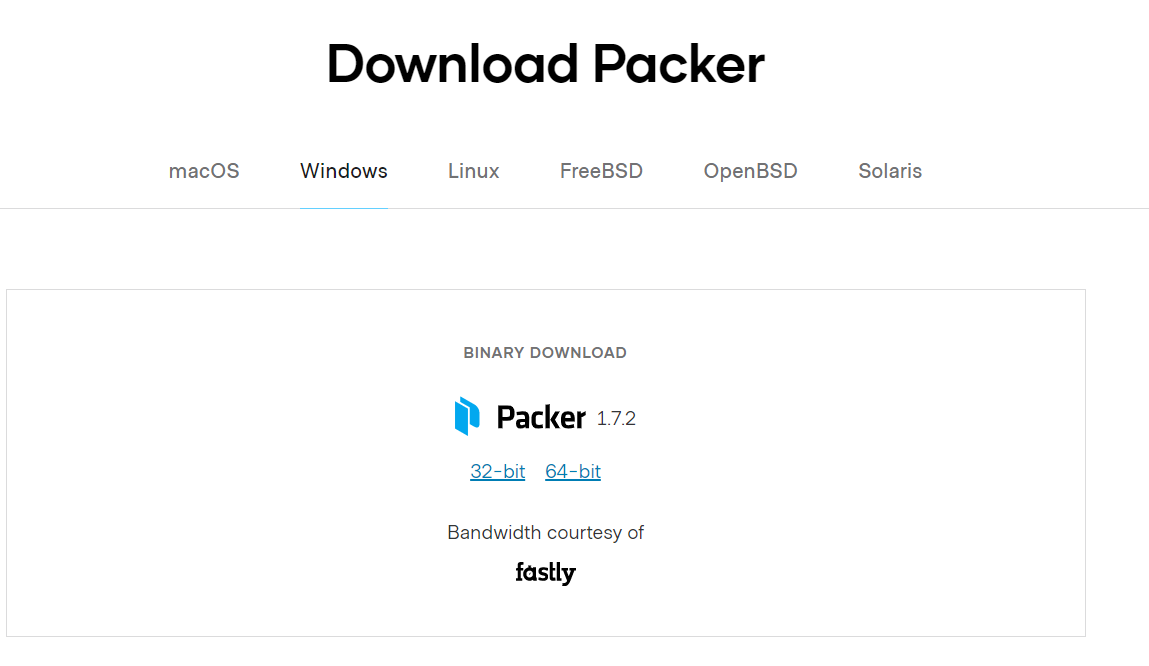 Download Packer
macOS Windows Linux FreeBSD OpenBSD Solaris
BINARY DOWNLOAD
Packer 1.7.2
32-bit 64-bit
Bandwidth courtesy of
fastly